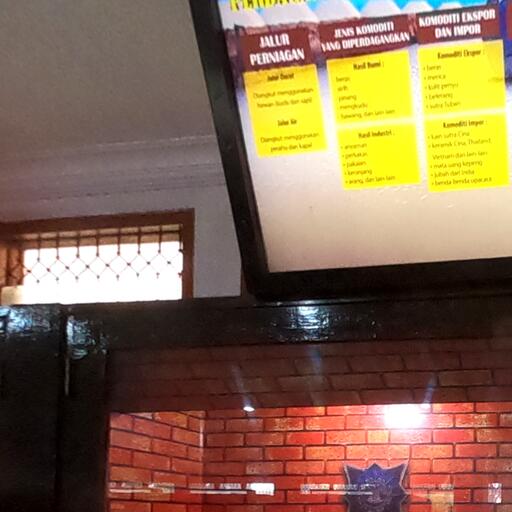 JALUR
PERNIAGAN
Jalur Darat
Diangkut menggunakan
hewan (kuda dan sapi)
Jalur Air
Diangkut menggunakan
perahu dan kapal
JENIS KOMODITI
YANG DIPERDAGANGKAN
Hasil Bumi :
beras
sirih
pinang
mengkudu
bawang, dan lain lain
Hasil Industri :
• anyaman
• perkakas
• pakaian
• keranjang
• arang, dan lain lain
KOMODITI EKSPOR
DAN IMPOR
Komoditi Ekspor :
• beras
• merica
• kulit penyu
• belerang
• sutra Tuban
Komoditi Impor :
• kain sutra Cina
• keramik Cina, Thailand,
Vietnam dan lain lain
• mata uang kepeng
• jubah dari India
• benda benda upacara